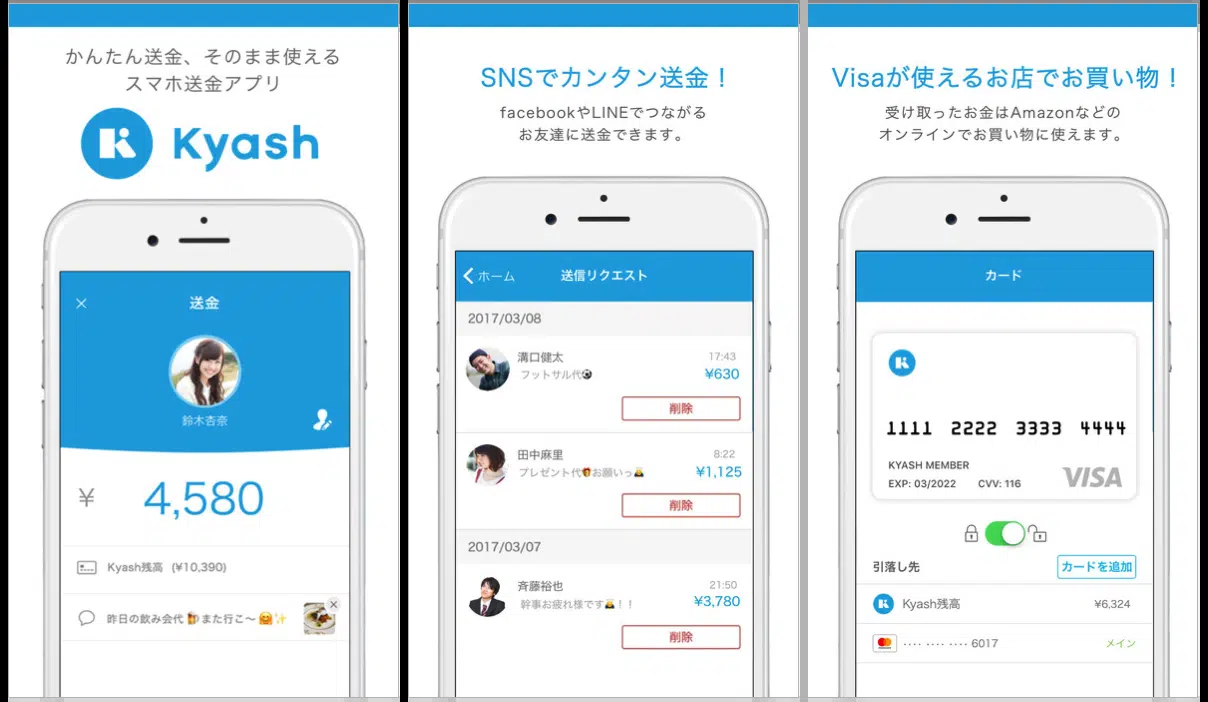 かんたん送金、そのまま使える
スマホ送金アプリ
Kyash
送金
鈴木杏奈
¥ 4,580
Kyash残高 (¥10,390)
昨日の飲み会代🍺また行こ〜🤗✨
SNSでカンタン送金！
facebookやLINEでつながる
お友達に送金できます。
ホーム 送信リクエスト
2017/03/08
溝口健太 17:43
フットサル代⚽ ¥630
削除
田中麻里 8:22
プレゼント代🎁お願いっ🙇 ¥1,125
削除
2017/03/07
斉藤裕也 21:50
幹事お疲れ様です🙇！！ ¥3,780
削除
Visaが使えるお店でお買い物！
受け取ったお金はAmazonなどの
オンラインでお買い物に使えます。
カード
1111 2222 3333 4444
KYASH MEMBER
EXP: 03/2022 CVV: 116 VISA
引落し先 カードを追加
Kyash残高 ¥6,324
···· ···· ···· 6017 メイン